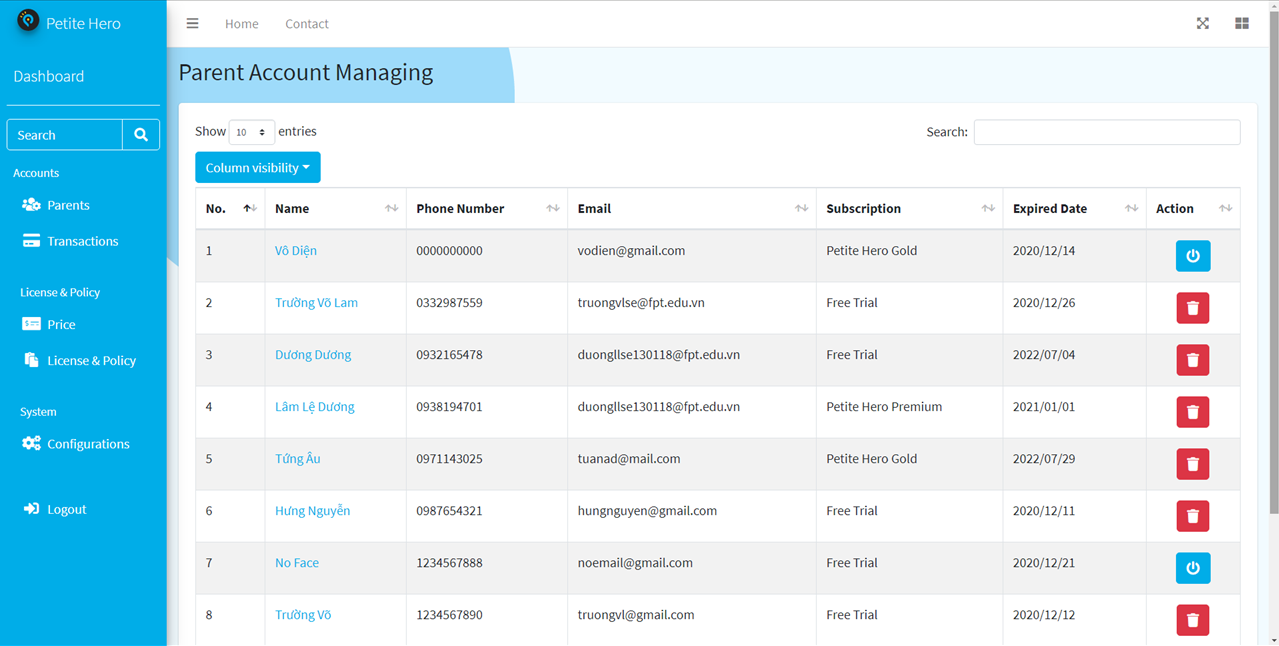 Petite Hero
Home Contact
Dashboard
Parent Account Managing
Search
Show 10 entries
Search:
Column visibility
Accounts
Parents
Transactions
License & Policy
Price
License & Policy
System
Configurations
Logout
No. Name Phone Number Email Subscription Expired Date Action
1 Võ Diện 0000000000 vodien@gmail.com Petite Hero Gold 2020/12/14
2 Trường Võ Lam 0332987559 truongvlse@fpt.edu.vn Free Trial 2020/12/26
3 Dương Dương 0932165478 duongllse130118@fpt.edu.vn Free Trial 2022/07/04
4 Lâm Lệ Dương 0938194701 duongllse130118@fpt.edu.vn Petite Hero Premium 2021/01/01
5 Tứng Âu 0971143025 tuanad@mail.com Petite Hero Gold 2022/07/29
6 Hưng Nguyễn 0987654321 hungnguyen@gmail.com Free Trial 2020/12/11
7 No Face 1234567888 noemail@gmail.com Free Trial 2020/12/21
8 Trường Võ 1234567890 truongvl@gmail.com Free Trial 2020/12/12